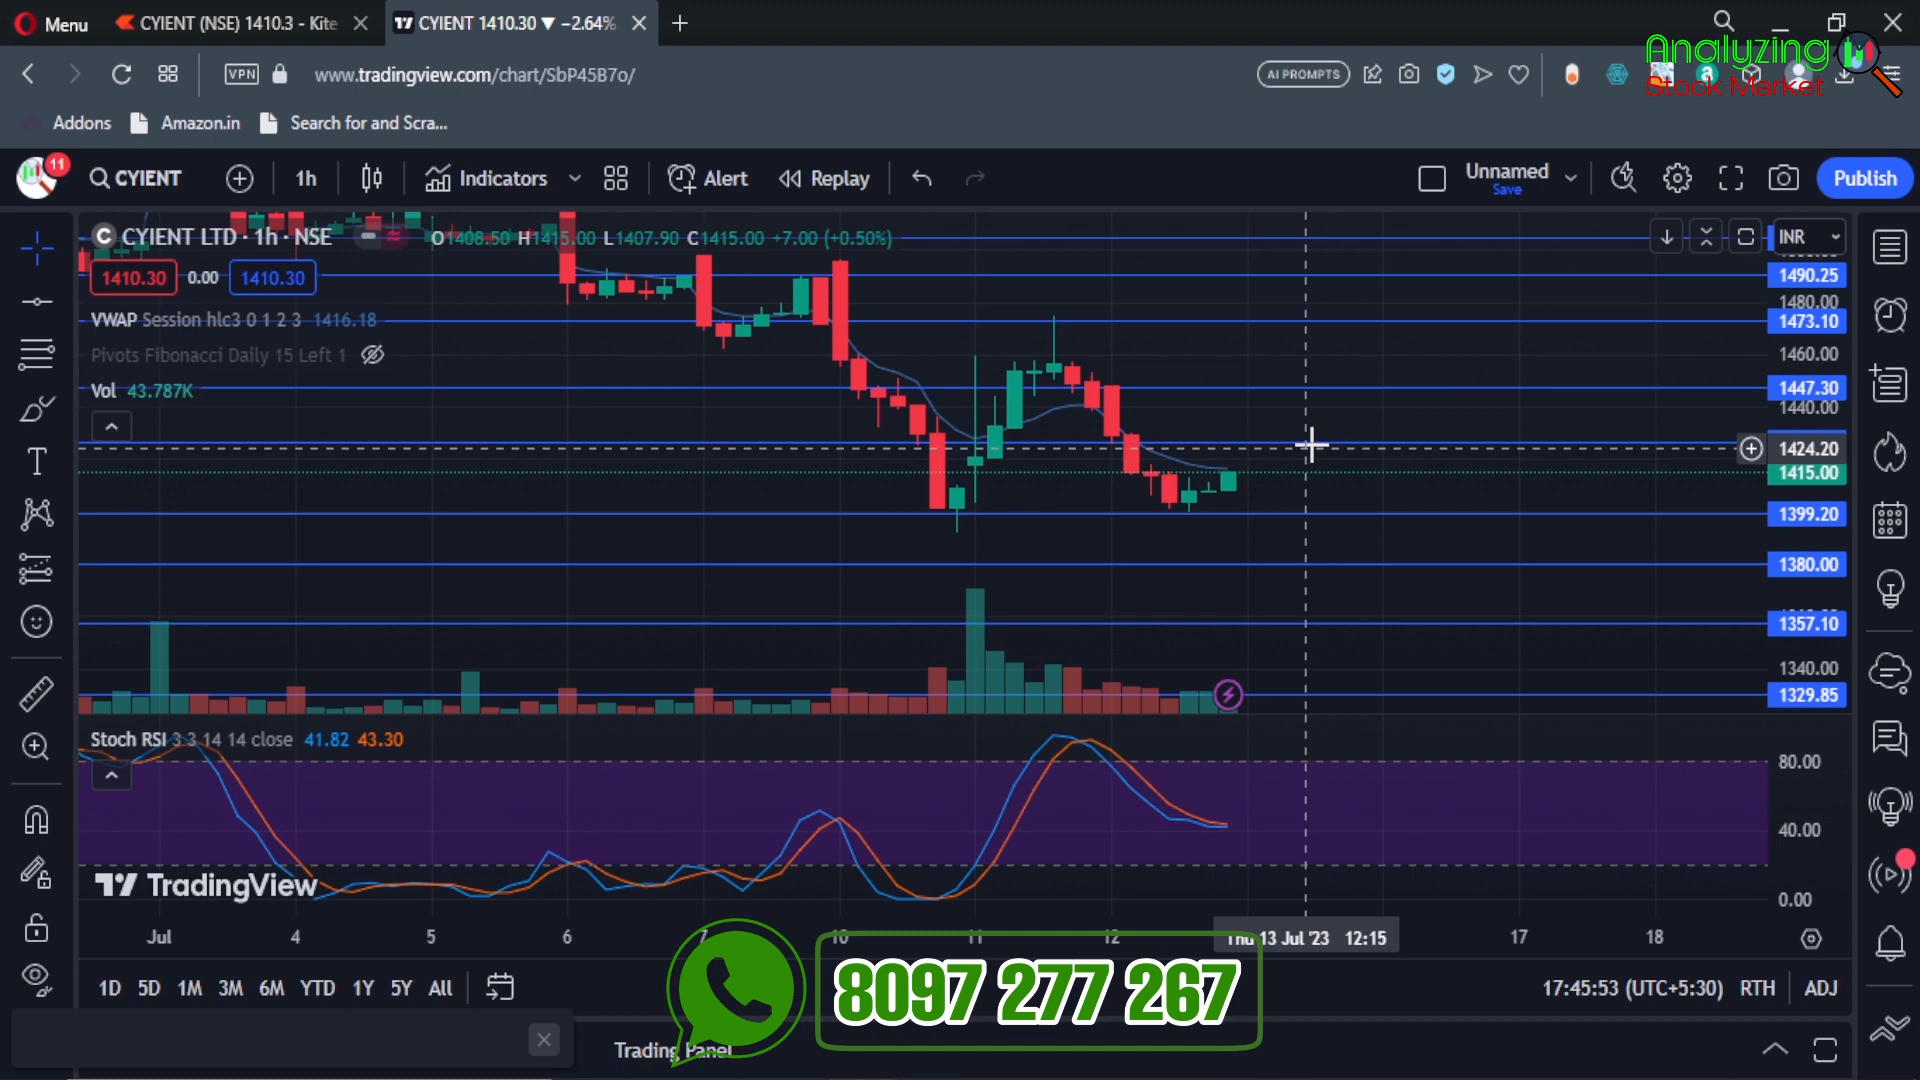 Menu
CYIENT (NSE) 1410.3 - Kite
CYIENT 1410.30 ▼ −2.64%
Analyzing
Stock Market
VPN
www.tradingview.com/chart/SbP45B7o/
AI PROMPTS
Addons
Amazon.in
Search for and Scra...
11
CYIENT
1h
Indicators
Alert
Replay
Unnamed
Save
Publish
C CYIENT LTD · 1h · NSE
O1408.50 H1415.00 L1407.90 C1415.00 +7.00 (+0.50%)
INR
1410.30 0.00 1410.30
1490.25
1480.00
VWAP Session hlc3 0 1 2 3 1416.18
1473.10
Pivots Fibonacci Daily 15 Left 1
1460.00
Vol 43.787K
1447.30
1440.00
1424.20
1415.00
1399.20
1380.00
1357.10
1340.00
1329.85
Stoch RSI 3 3 14 14 close 41.82 43.30
80.00
40.00
TradingView
0.00
Jul 4 5 6 7 10 11 12 Thu 13 Jul '23 12:15 17 18
1D 5D 1M 3M 6M YTD 1Y 5Y All
8097 277 267
17:45:53 (UTC+5:30) RTH ADJ
Trading Panel